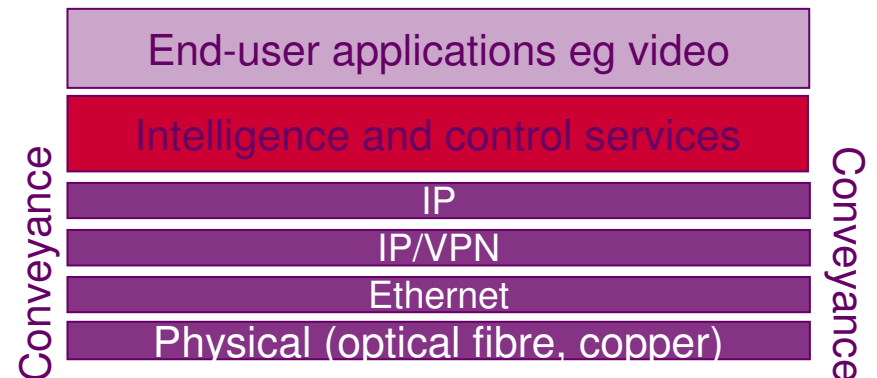 End-user applications eg video
Intelligence and control services
Conveyance
IP
IP/VPN
Ethernet
Physical (optical fibre, copper)
Conveyance